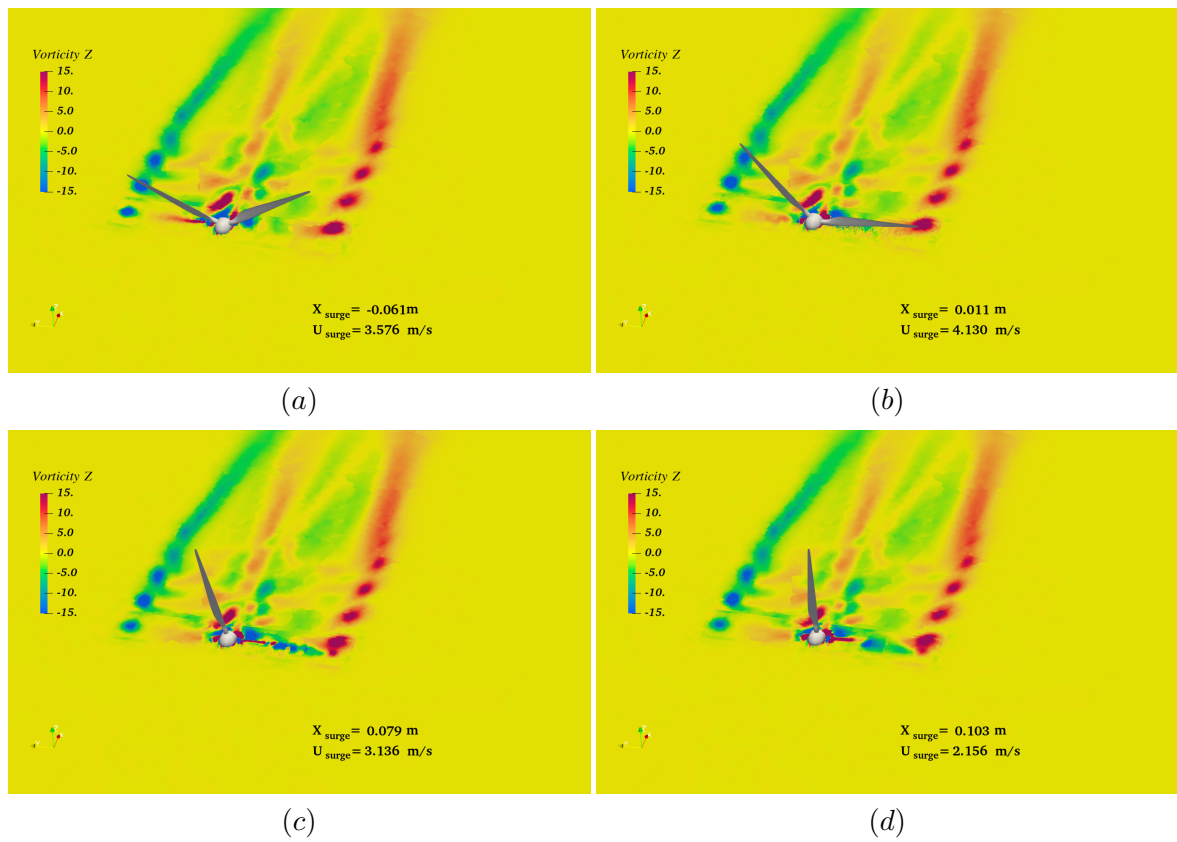 Vorticity Z
15.
10.
5.0
0.0
-5.0
-10.
-15.
X surge= -0.061m
U surge= 3.576 m/s
(a)
Vorticity Z
15.
10.
5.0
0.0
-5.0
-10.
-15.
X surge= 0.011 m
U surge= 4.130 m/s
(b)
Vorticity Z
15.
10.
5.0
0.0
-5.0
-10.
-15.
X surge= 0.079 m
U surge= 3.136 m/s
(c)
Vorticity Z
15.
10.
5.0
0.0
-5.0
-10.
-15.
X surge= 0.103 m
U surge= 2.156 m/s
(d)